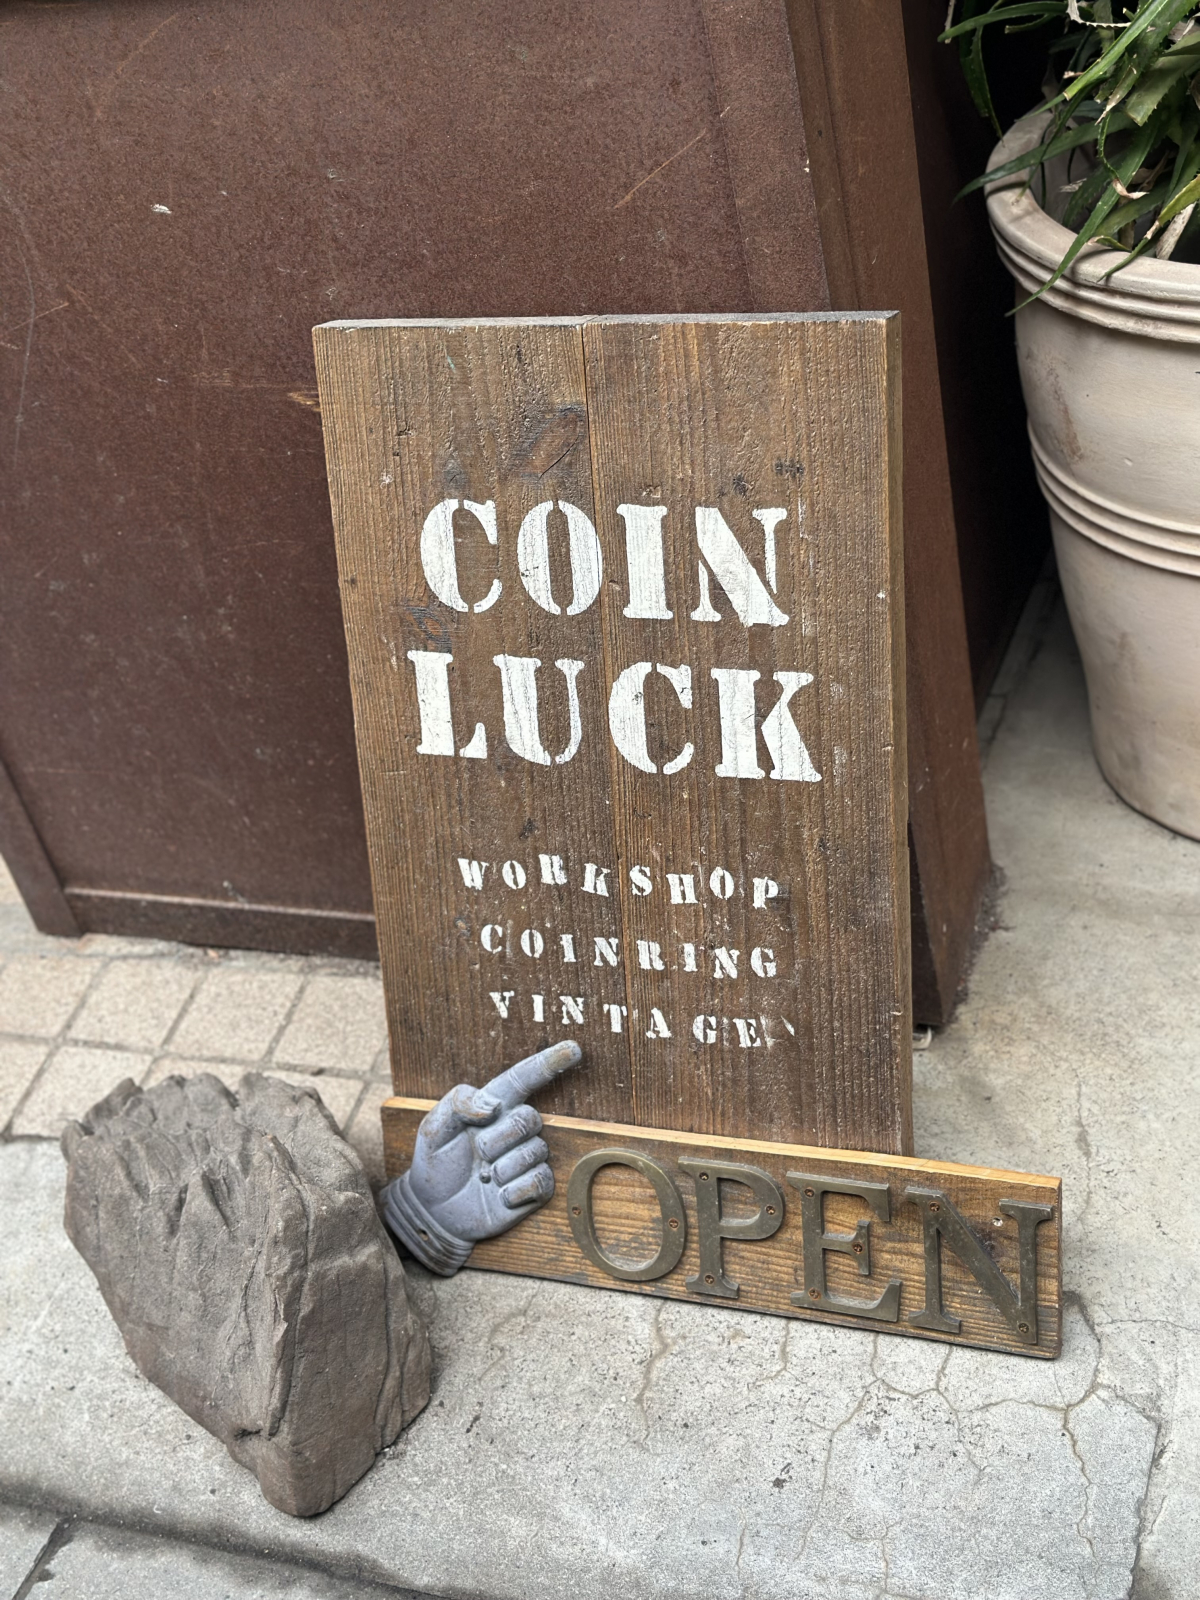 COIN
LUCK
WORKSHOP
COINRING
VINTAGE
OPEN